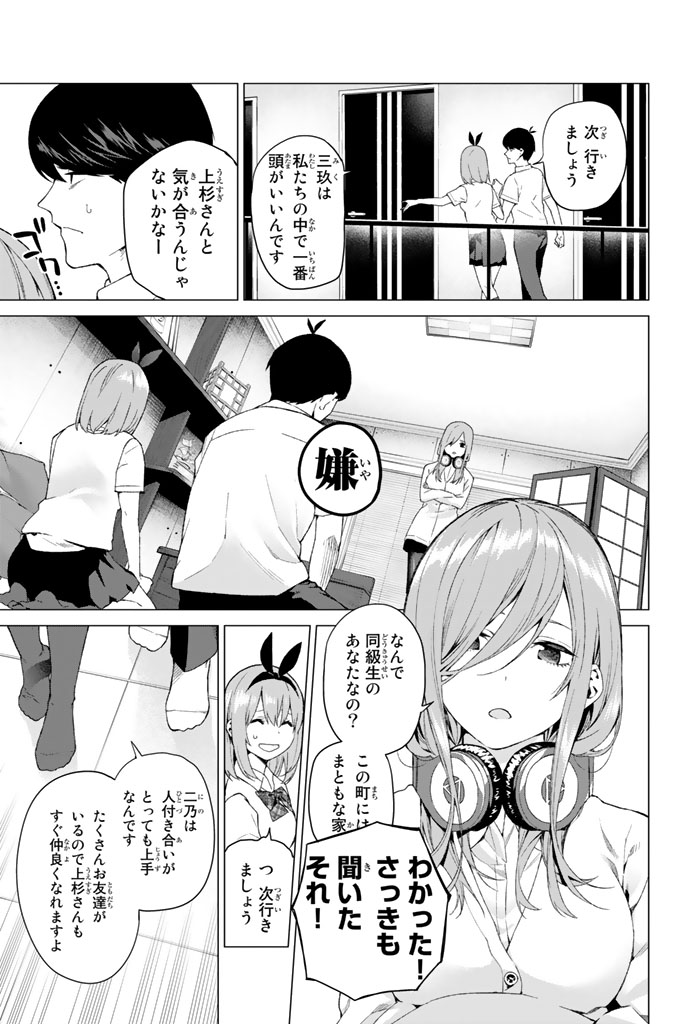 次 行き
ましょう
三玖は
私たちの中で一番
頭がいいんです
上杉さんと
気が合うんじゃ
ないかなー
ゴゴ…
嫌
なんで
同級生の
あなたなの？
この町には
まともな家
わかった！
さっきも
聞いた
それ！
つ 次行き
ましょう
二乃は
人付き合いが
とっても上手
なんです
たくさんお友達が
いるので上杉さんも
すぐ仲良くなれますよ